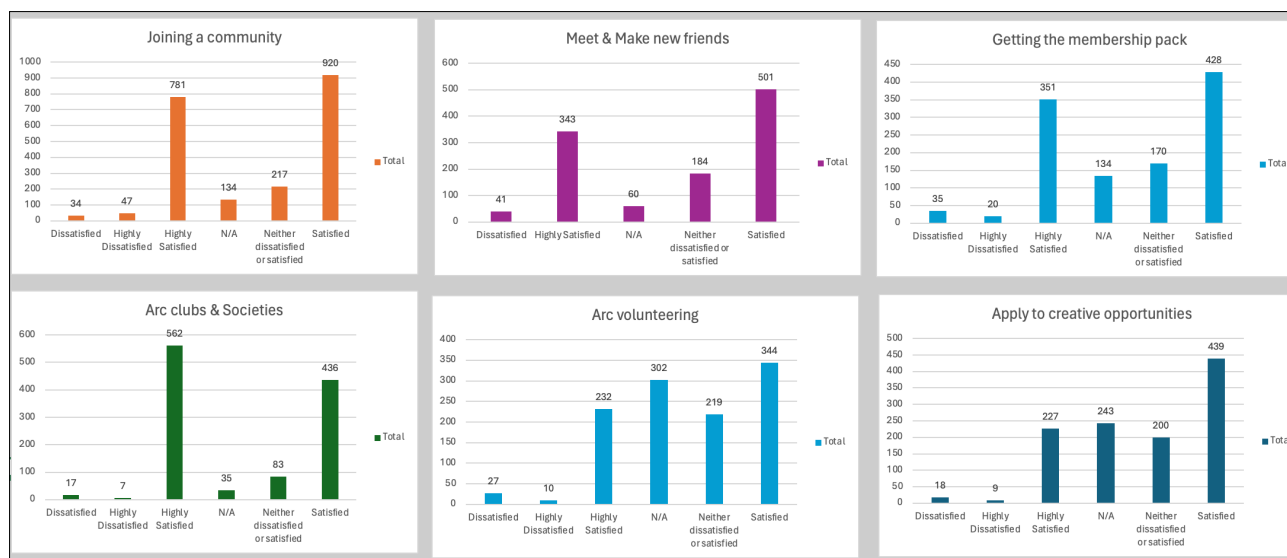 Joining a community
1000
900
800
700
600
500
400
300
200
100
0
34
47
781
134
217
920
Dissatisfied
Highly
Dissatisfied
Highly
Satisfied
N/A
Neither
dissatisfied
or satisfied
Satisfied
Total
Meet & Make new friends
600
500
400
300
200
100
0
41
343
60
184
501
Dissatisfied
Highly Satisfied
N/A
Neither
dissatisfied or
satisfied
Satisfied
Total
Getting the membership pack
450
400
350
300
250
200
150
100
50
0
35
20
351
134
170
428
Dissatisfied
Highly
Dissatisfied
Highly
Satisfied
N/A
Neither
dissatisfied
or satisfied
Satisfied
Total
Arc clubs & Societies
600
500
400
300
200
100
0
17
7
562
35
83
436
Dissatisfied
Highly
Dissatisfied
Highly
Satisfied
N/A
Neither
dissatisfied
or satisfied
Satisfied
Total
Arc volunteering
400
350
300
250
200
150
100
50
0
27
10
232
302
219
344
Dissatisfied
Highly
Dissatisfied
Highly
Satisfied
N/A
Neither
dissatisfied
or satisfied
Satisfied
Total
Apply to creative opportunities
500
450
400
350
300
250
200
150
100
50
0
18
9
227
243
200
439
Dissatisfied
Highly
Dissatisfied
Highly
Satisfied
N/A
Neither
dissatisfied
or satisfied
Satisfied
Total